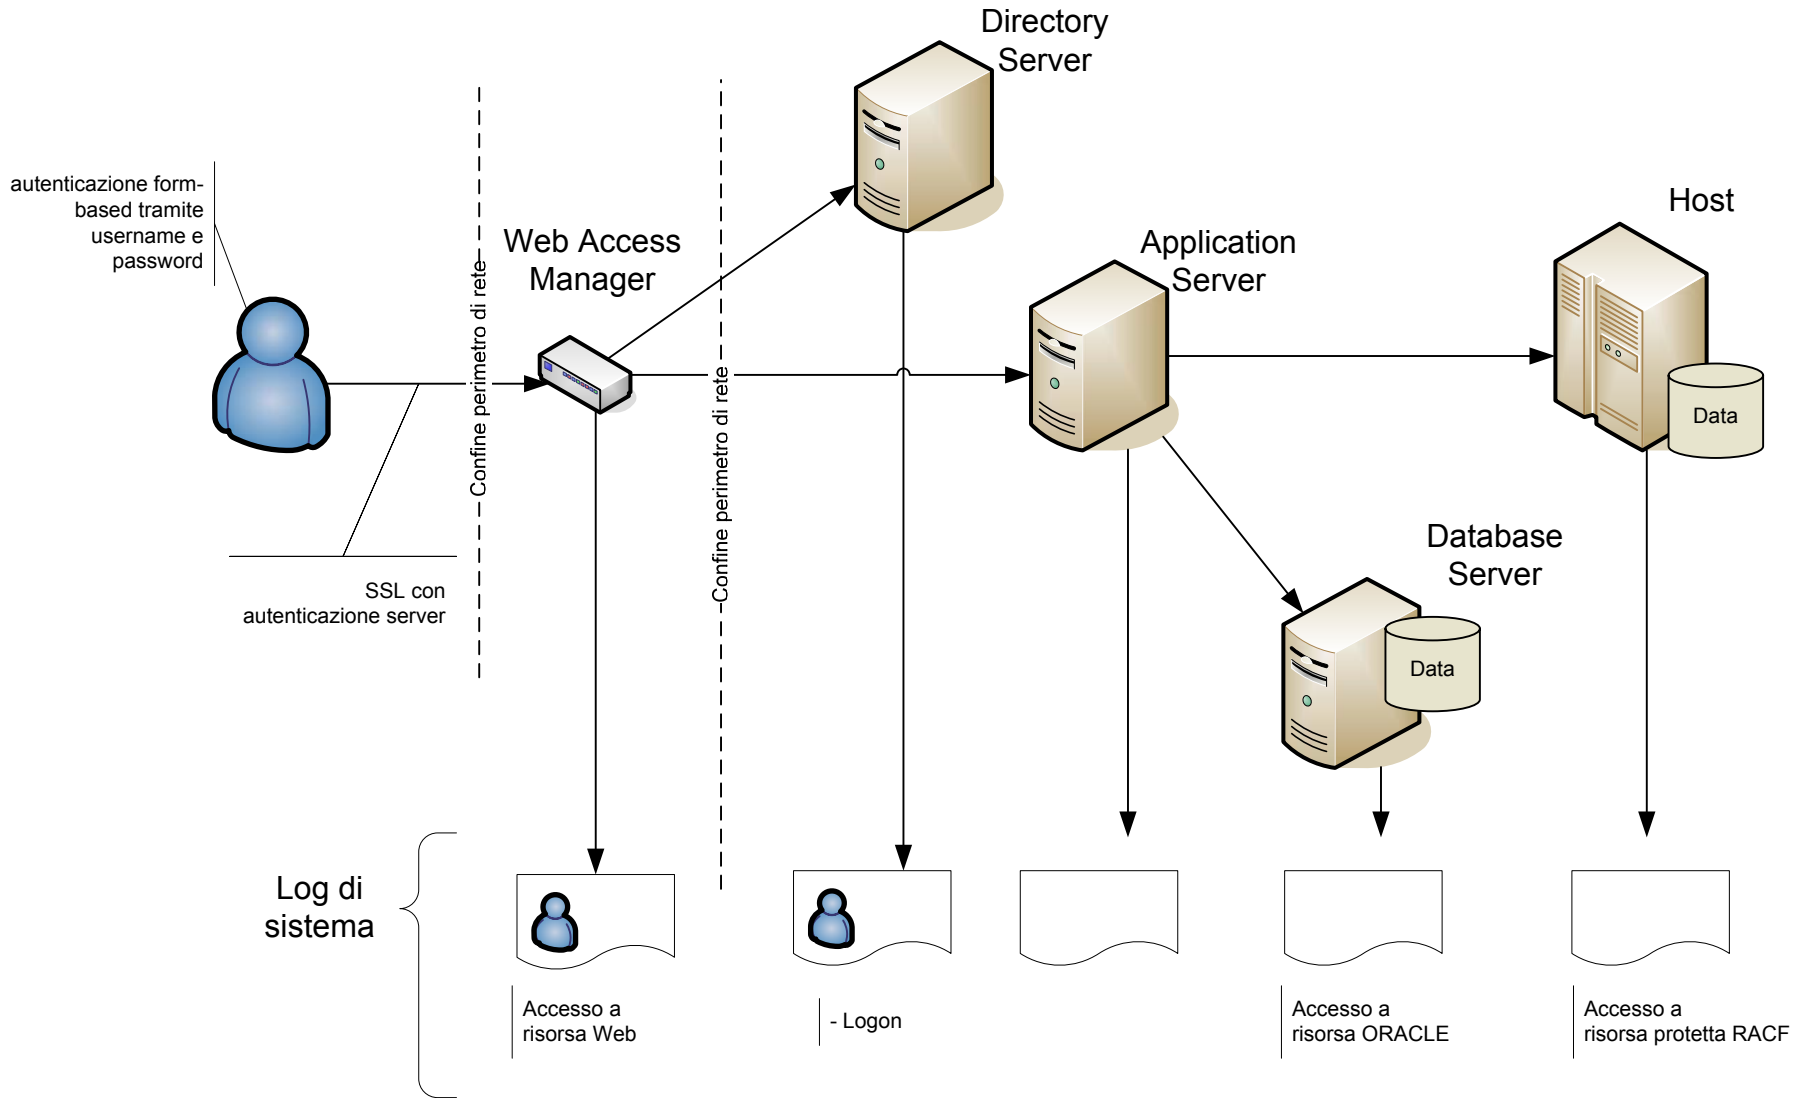 Directory
Server
autenticazione form-
based tramite
username e
password
Confine perimetro di rete
Web Access
Manager
Confine perimetro di rete
Application
Server
Host
Data
SSL con
autenticazione server
Database
Server
Data
Log di
sistema
Accesso a
risorsa Web
- Logon
Accesso a
risorsa ORACLE
Accesso a
risorsa protetta RACF